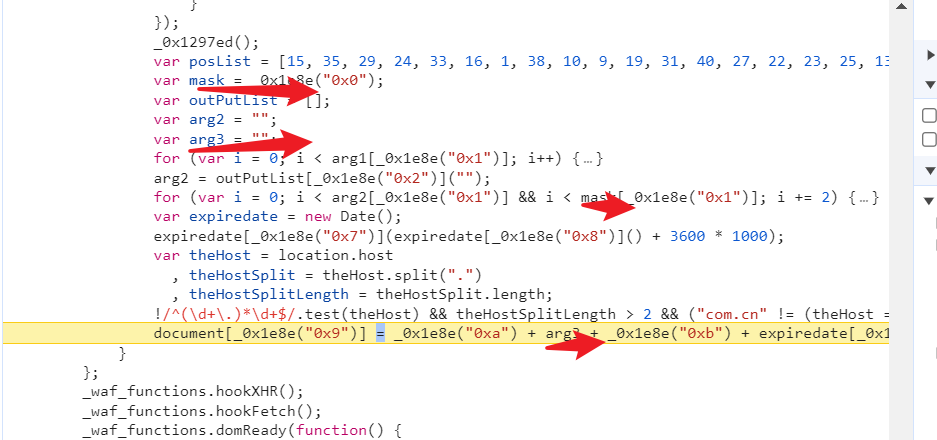 }
});
_0x1297ed();
var posList = [15, 35, 29, 24, 33, 16, 1, 38, 10, 9, 19, 31, 40, 27, 22, 23, 25, 13
var mask = _0x1e8e("0x0");
var outPutList = [];
var arg2 = "";
var arg3 = "";
for (var i = 0; i < arg1[_0x1e8e("0x1")]; i++) {…}
arg2 = outPutList[_0x1e8e("0x2")]("");
for (var i = 0; i < arg2[_0x1e8e("0x1")] && i < mask[_0x1e8e("0x1")]; i += 2) {…}
var expiredate = new Date();
expiredate[_0x1e8e("0x7")](expiredate[_0x1e8e("0x8")]() + 3600 * 1000);
var theHost = location.host
, theHostSplit = theHost.split(".")
, theHostSplitLength = theHostSplit.length;
!/^(\d+\.)*\d+$/.test(theHost) && theHostSplitLength > 2 && ("com.cn" != (theHost =
document[_0x1e8e("0x9")] = _0x1e8e("0xa") + arg3 + _0x1e8e("0xb") + expiredate[_0x1
}
};
_waf_functions.hookXHR();
_waf_functions.hookFetch();
_waf_functions.domReady(function() {